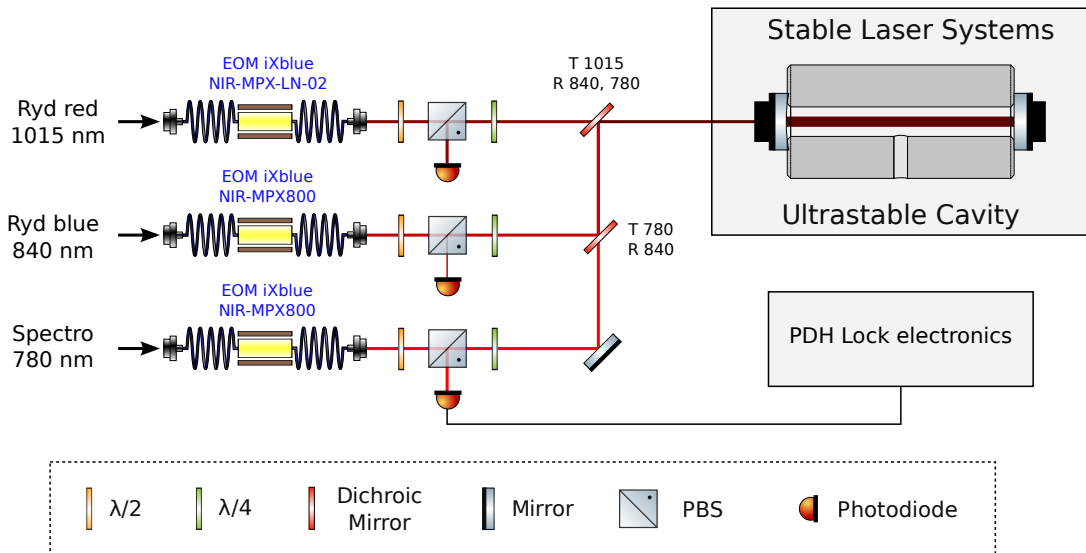 Stable Laser Systems
EOM iXblue
NIR-MPX-LN-02
T 1015
R 840, 780
Ryd red
1015 nm
EOM iXblue
NIR-MPX800
Ryd blue
840 nm
T 780
R 840
Ultrastable Cavity
EOM iXblue
NIR-MPX800
Spectro
780 nm
PDH Lock electronics
λ/2
λ/4
Dichroic
Mirror
Mirror
PBS
Photodiode